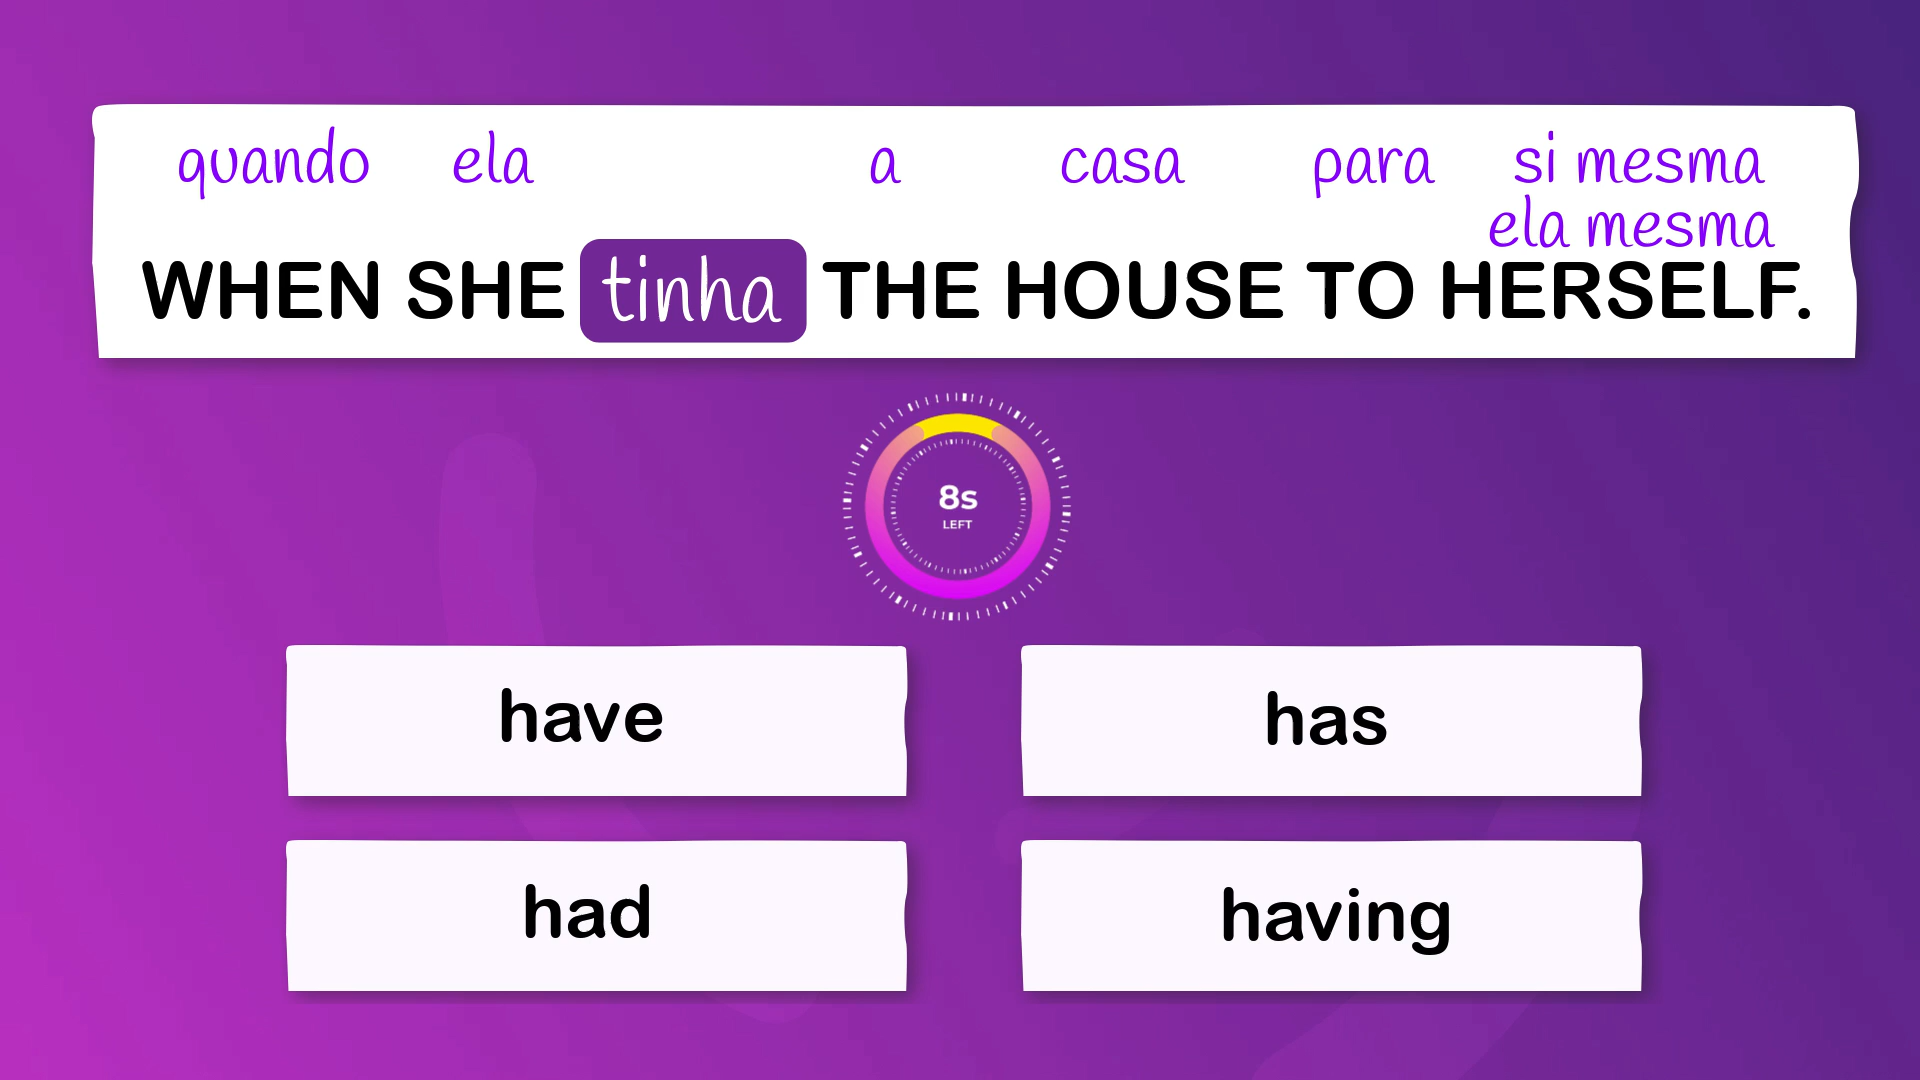 quando ela a casa para si mesma
ela mesma
WHEN SHE tinha THE HOUSE TO HERSELF.
8s
LEFT
have
has
had
having